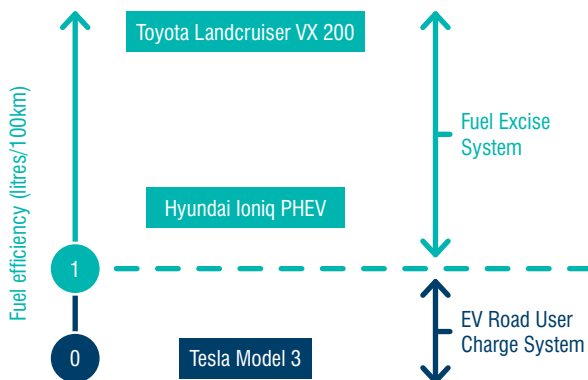 Toyota Landcruiser VX 200
Fuel efficiency (litres/100km)
Fuel Excise
System
Hyundai Ioniq PHEV
1
EV Road User
Charge System
0
Tesla Model 3